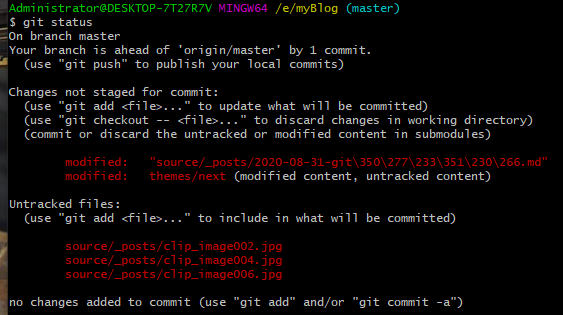 Administrator@DESKTOP-7T27R7V MINGW64 /e/myBlog (master)
$ git status
On branch master
Your branch is ahead of 'origin/master' by 1 commit.
(use "git push" to publish your local commits)
Changes not staged for commit:
(use "git add <file>..." to update what will be committed)
(use "git checkout -- <file>..." to discard changes in working directory)
(commit or discard the untracked or modified content in submodules)
modified: "source/_posts/2020-08-31-git\350\277\233\351\230\266.md"
modified: themes/next (modified content, untracked content)
Untracked files:
(use "git add <file>..." to include in what will be committed)
source/_posts/clip_image002.jpg
source/_posts/clip_image004.jpg
source/_posts/clip_image006.jpg
no changes added to commit (use "git add" and/or "git commit -a")